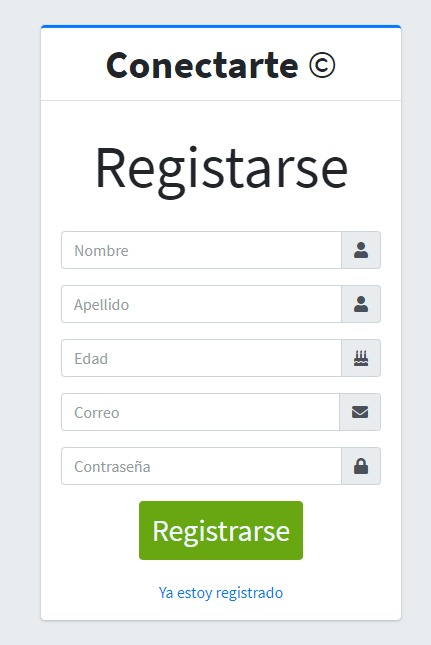 Conectarte ©
Registarse
Nombre
Apellido
Edad
Correo
Contraseña
Registrarse
Ya estoy registrado